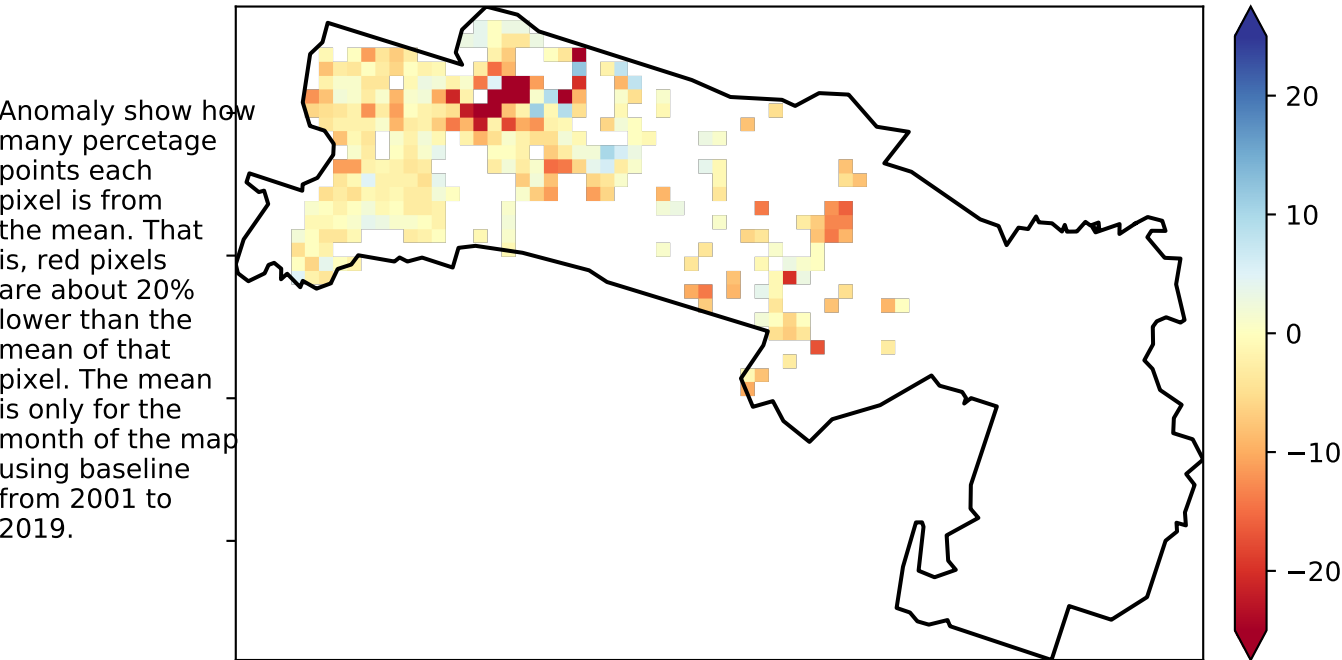 Anomaly show how
many percetage
points each
pixel is from
the mean. That
is, red pixels
are about 20%
lower than the
mean of that
pixel. The mean
is only for the
month of the map
using baseline
from 2001 to
2019.
20
10
0
−10
−20